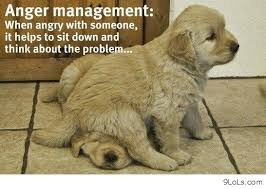 Anger management:
When angry with someone,
it helps to sit down and
think about the problem...
9LoLs.com